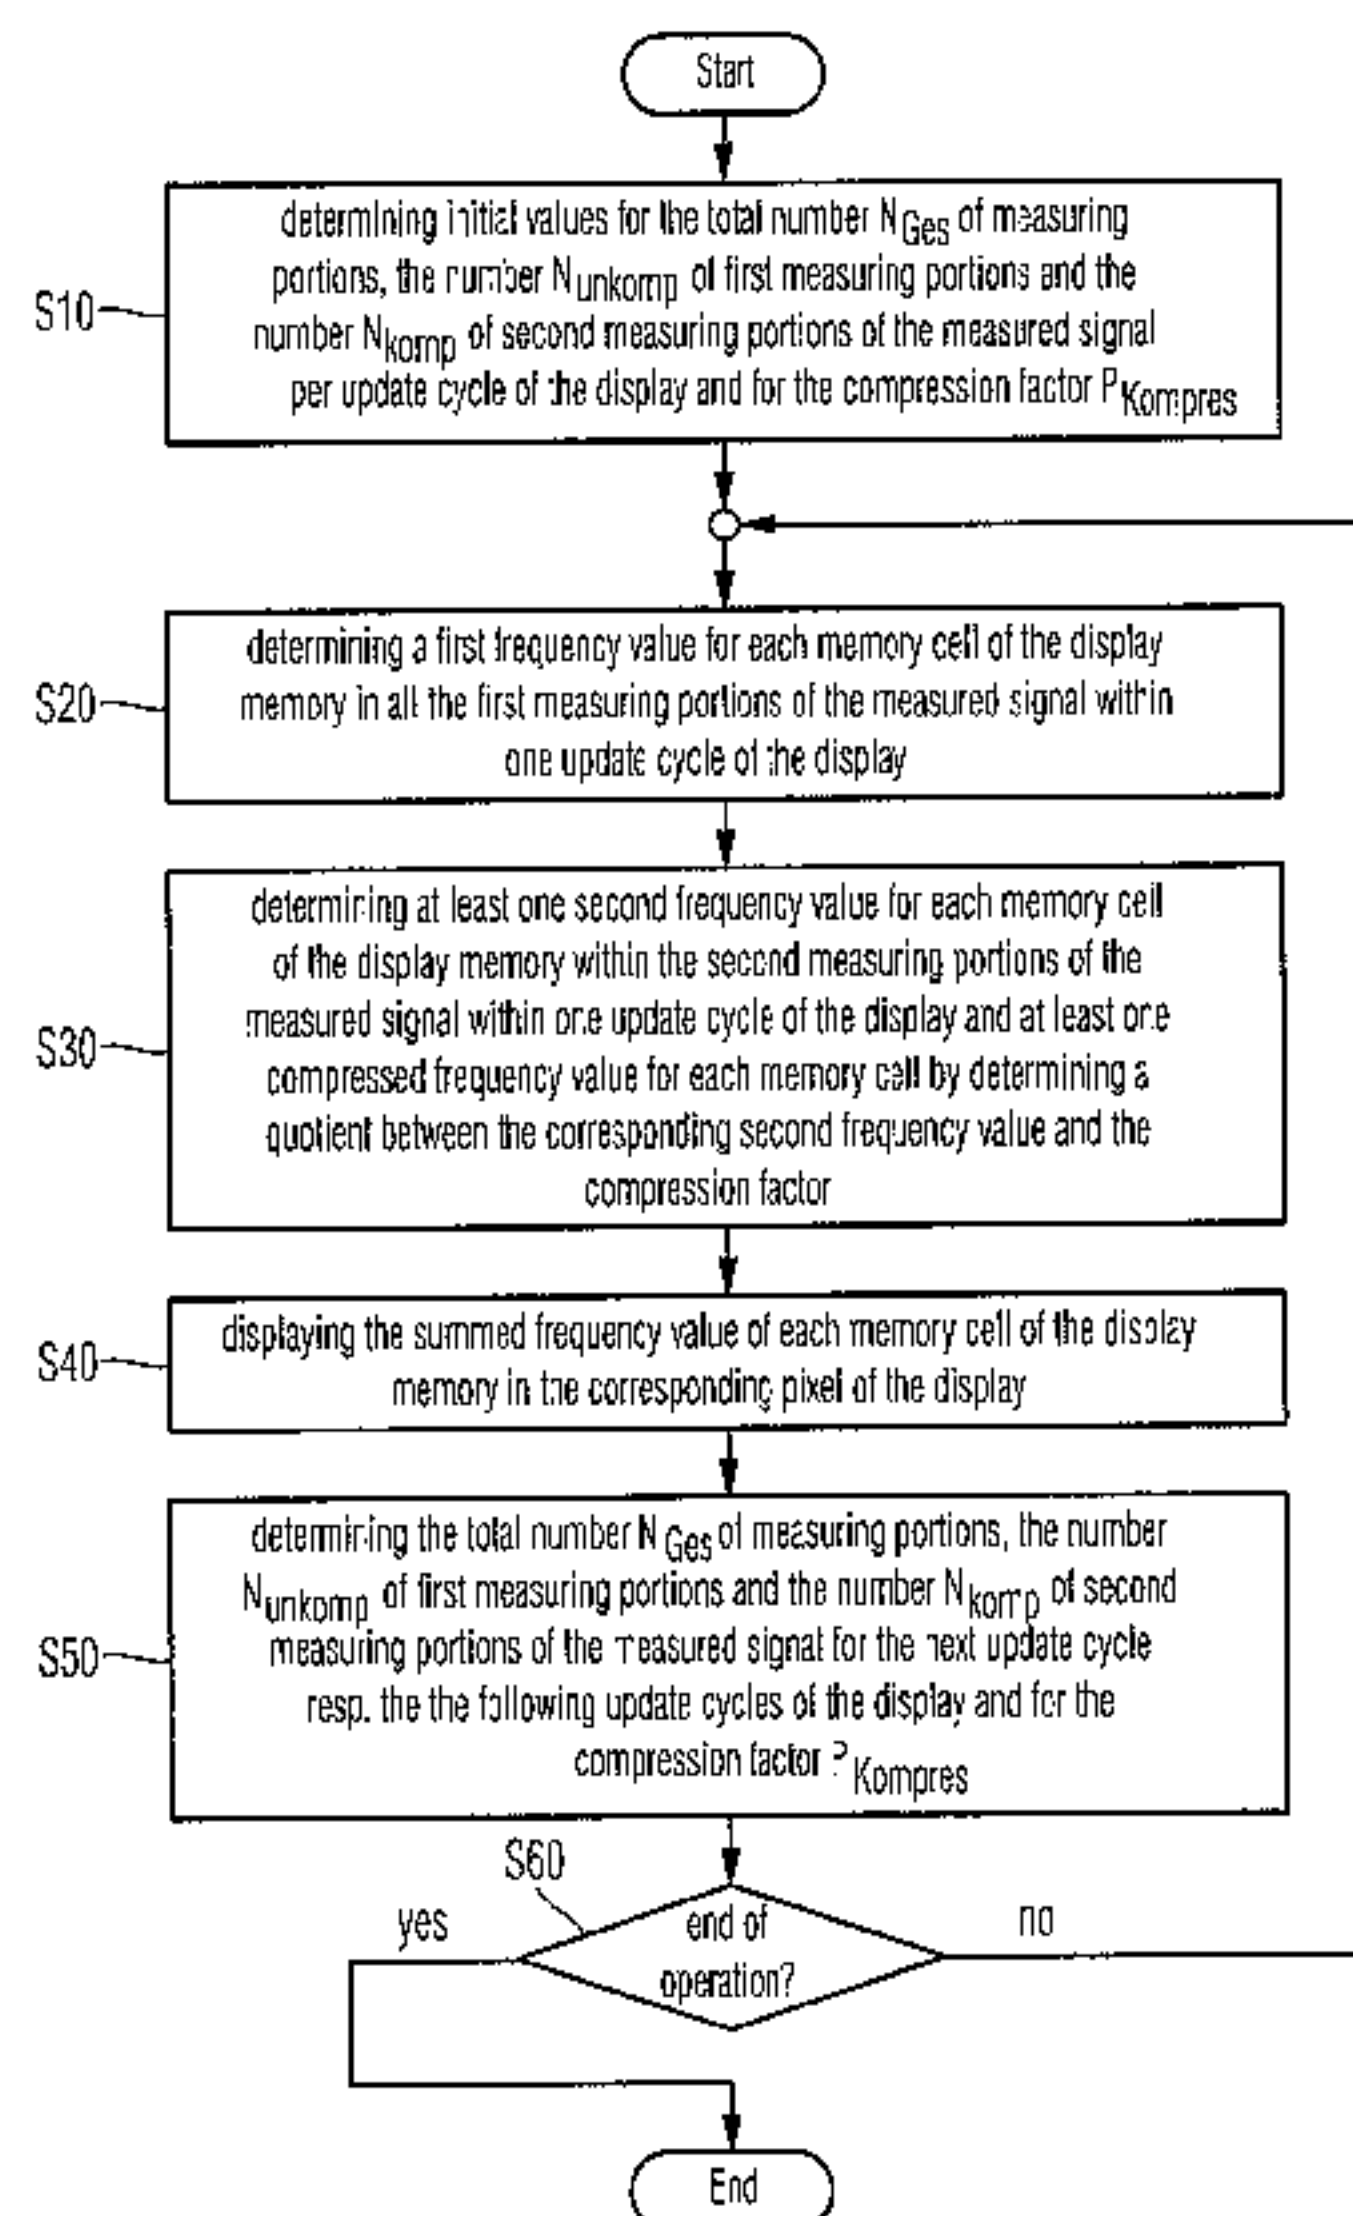 Start
S10
determining initial values for the total number N Ges of measuring
portions, the number N unkomp of first measuring portions and the
number N komp of second measuring portions of the measured signal
per update cycle of the display and for the compression factor P Kompres
S20
determining a first frequency value for each memory cell of the display
memory in all the first measuring portions of the measured signal within
one update cycle of the display
S30
determining at least one second frequency value for each memory cell
of the display memory within the second measuring portions of the
measured signal within one update cycle of the display and at least one
compressed frequency value for each memory cell by determining a
quotient between the corresponding second frequency value and the
compression factor
S40
displaying the summed frequency value of each memory cell of the display
memory in the corresponding pixel of the display
S50
determining the total number N Ges of measuring portions, the number
N unkomp of first measuring portions and the number N komp of second
measuring portions of the measured signal for the next update cycle
resp. the the following update cycles of the display and for the
compression factor P Kompres
S60
yes
end of
operation?
no
End